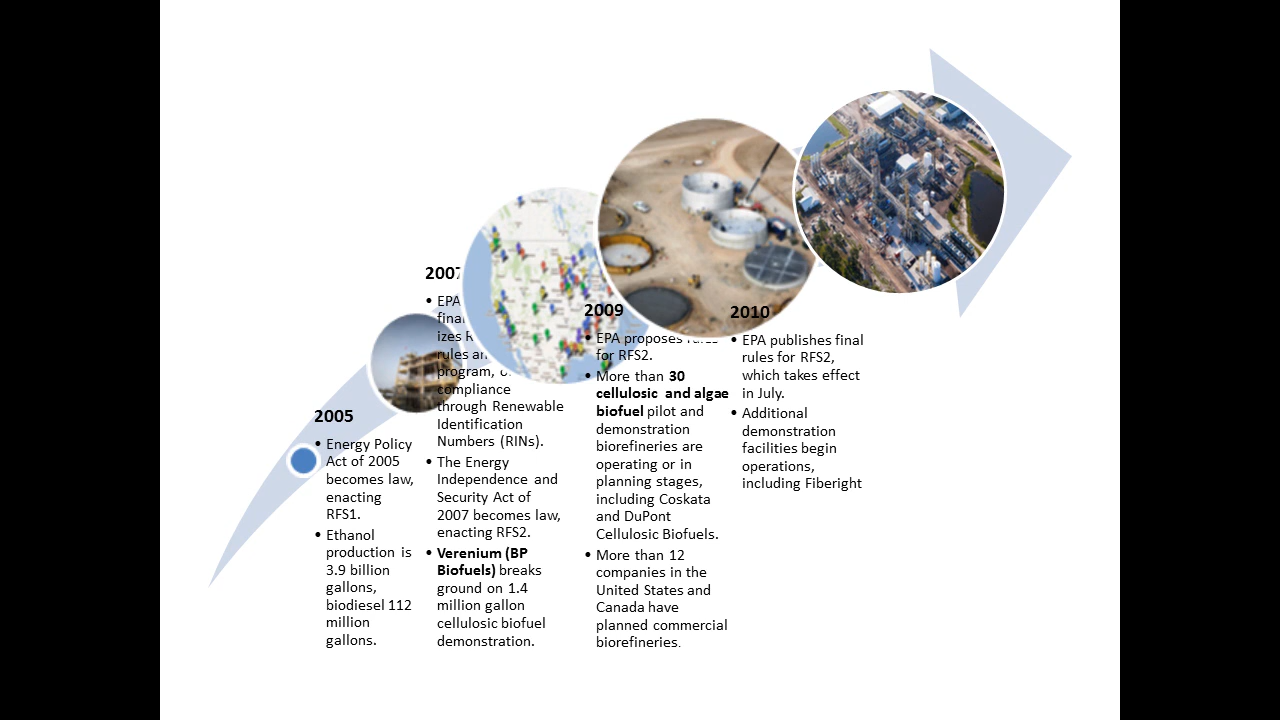 2005
• Energy Policy
Act of 2005
becomes law,
enacting
RFS1.
• Ethanol
production is
3.9 billion
gallons,
biodiesel 112
million
gallons.
2007
• EPA
izes
rules
program,
compliance
through Renewable
Identification
Numbers (RINs).
• The Energy
Independence and
Security Act of
2007 becomes law,
enacting RFS2.
• Verenium (BP
Biofuels) breaks
ground on 1.4
million gallon
cellulosic biofuel
demonstration.
2009
• EPA proposes rules
for RFS2.
• More than 30
cellulosic and algae
biofuel pilot and
demonstration
biorefineries are
operating or in
planning stages,
including Coskata
and DuPont
Cellulosic Biofuels.
• More than 12
companies in the
United States and
Canada have
planned commercial
biorefineries.
2010
• EPA publishes final
rules for RFS2,
which takes effect
in July.
• Additional
demonstration
facilities begin
operations,
including Fiberight